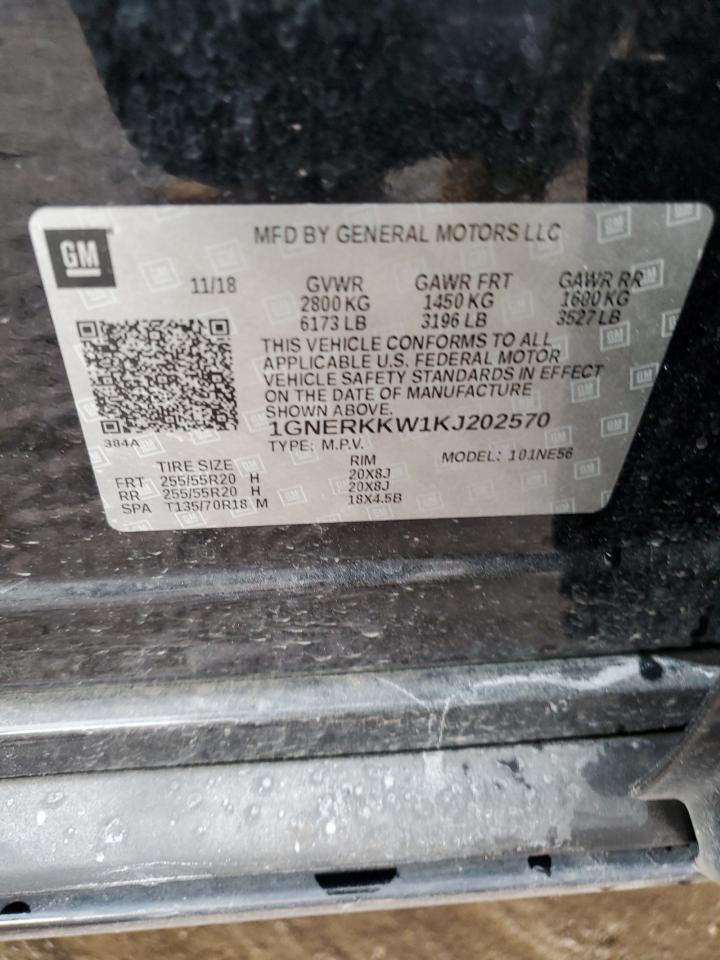 GM
MFD BY GENERAL MOTORS LLC
11/18 GVWR GAWR FRT GAWR RR
2800 KG 1450 KG 1600 KG
6173 LB 3196 LB 3527 LB
THIS VEHICLE CONFORMS TO ALL
APPLICABLE U.S. FEDERAL MOTOR
VEHICLE SAFETY STANDARDS IN EFFECT
ON THE DATE OF MANUFACTURE
SHOWN ABOVE.
384A
1GNERKKW1KJ202570
TYPE: M.P.V. MODEL: 101NE56
TIRE SIZE RIM
FRT 255/55R20 H 20X8J
RR 255/55R20 H 20X8J
SPA T135/70R18 M 18X4.5B